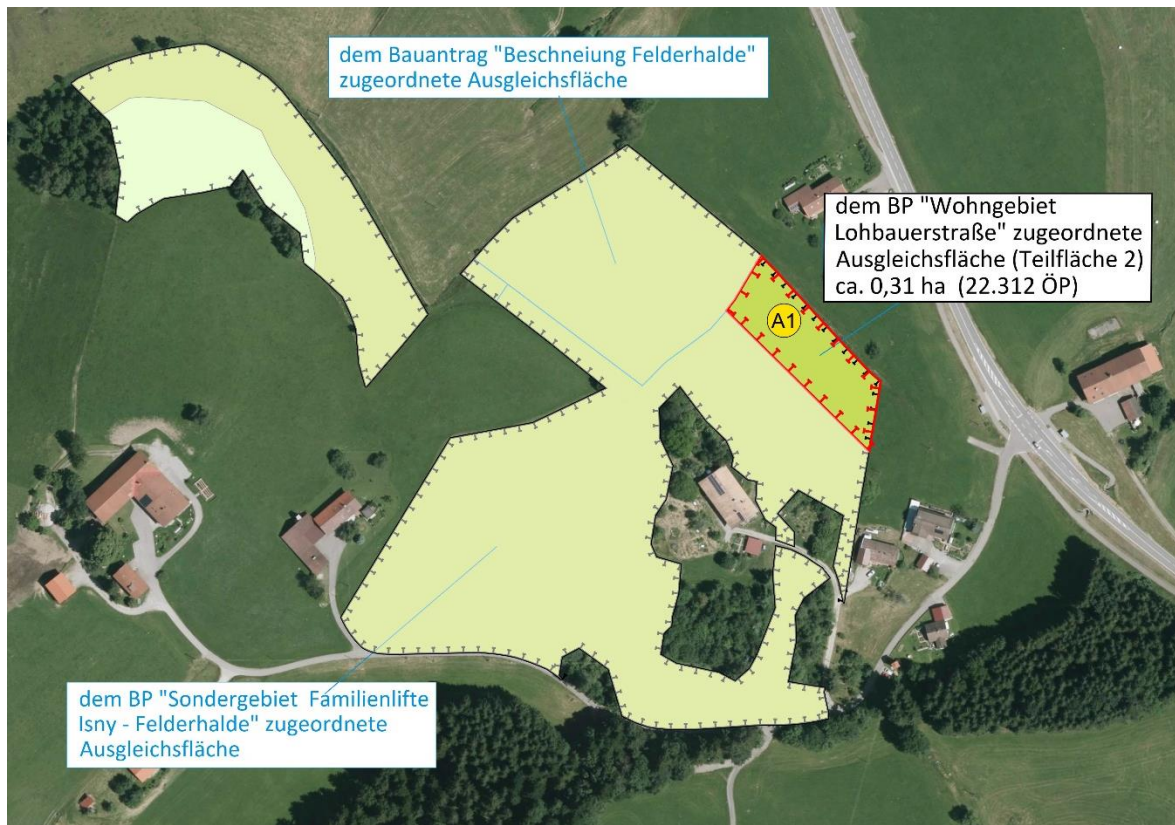 dem Bauantrag "Beschneiung Felderhalde"
zugeordnete Ausgleichsfläche
dem BP "Wohngebiet
Lohbauerstraße" zugeordnete
Ausgleichsfläche (Teilfläche 2)
ca. 0,31 ha (22.312 ÖP)
A1
dem BP "Sondergebiet Familienlifte
Isny - Felderhalde" zugeordnete
Ausgleichsfläche